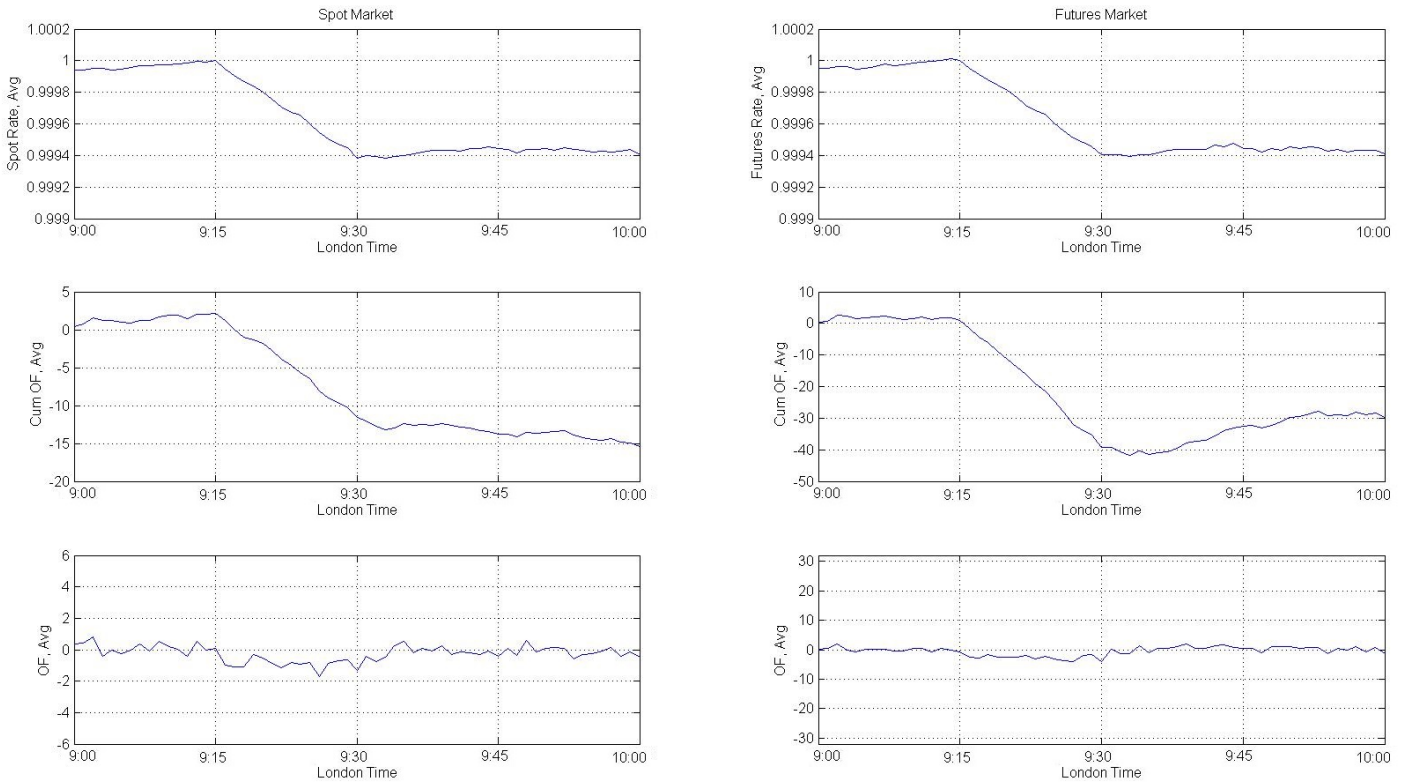 Spot Market
1.0002
1
0.9998
0.9996
0.9994
0.9992
0.999
Spot Rate, Avg
9:00 9:15 9:30 9:45 10:00
London Time
Futures Market
1.0002
1
0.9998
0.9996
0.9994
0.9992
0.999
Futures Rate, Avg
9:00 9:15 9:30 9:45 10:00
London Time
5
0
-5
-10
-15
-20
Cum OF, Avg
9:00 9:15 9:30 9:45 10:00
London Time
10
0
-10
-20
-30
-40
-50
Cum OF, Avg
9:00 9:15 9:30 9:45 10:00
London Time
6
4
2
0
-2
-4
-6
OF, Avg
9:00 9:15 9:30 9:45 10:00
London Time
30
20
10
0
-10
-20
-30
OF, Avg
9:00 9:15 9:30 9:45 10:00
London Time